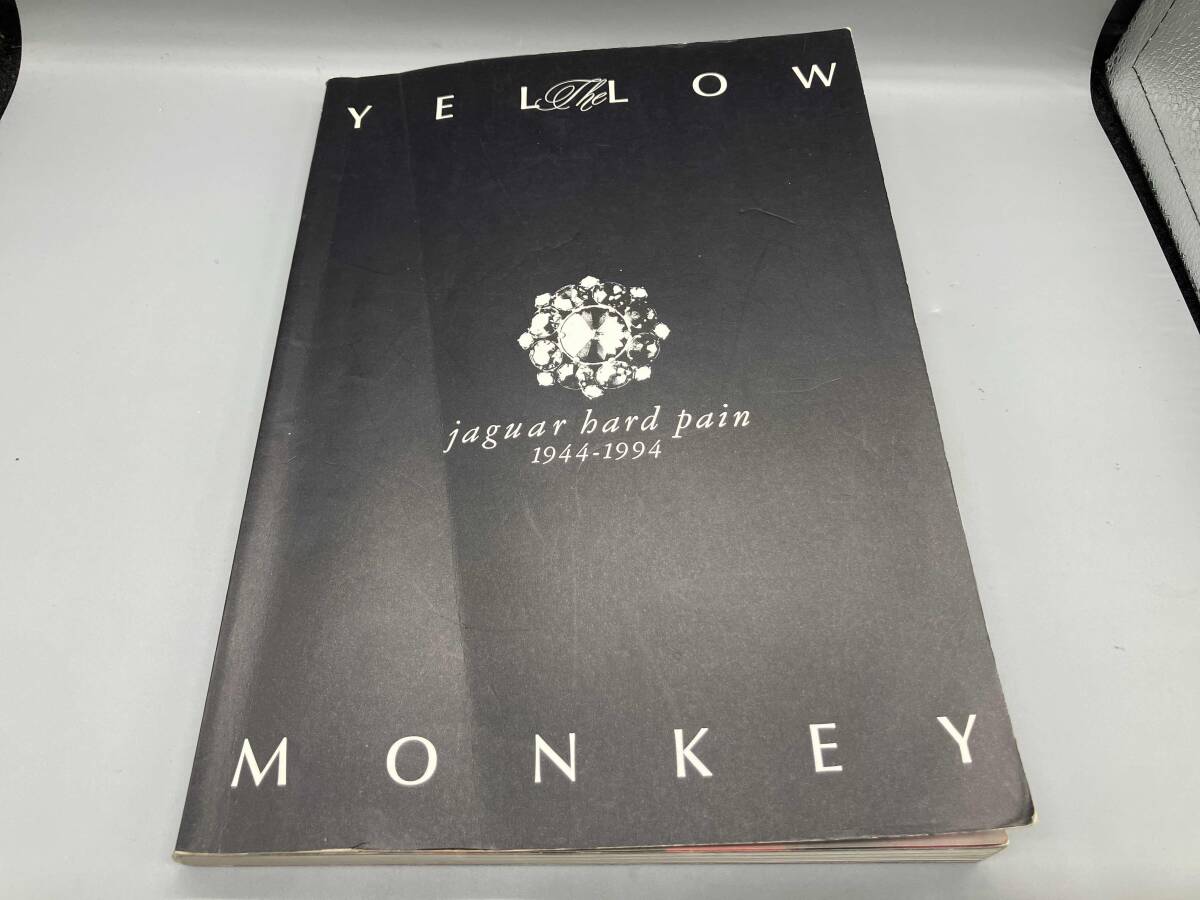 The
YELLOW
jaguar hard pain
1944-1994
MONKEY